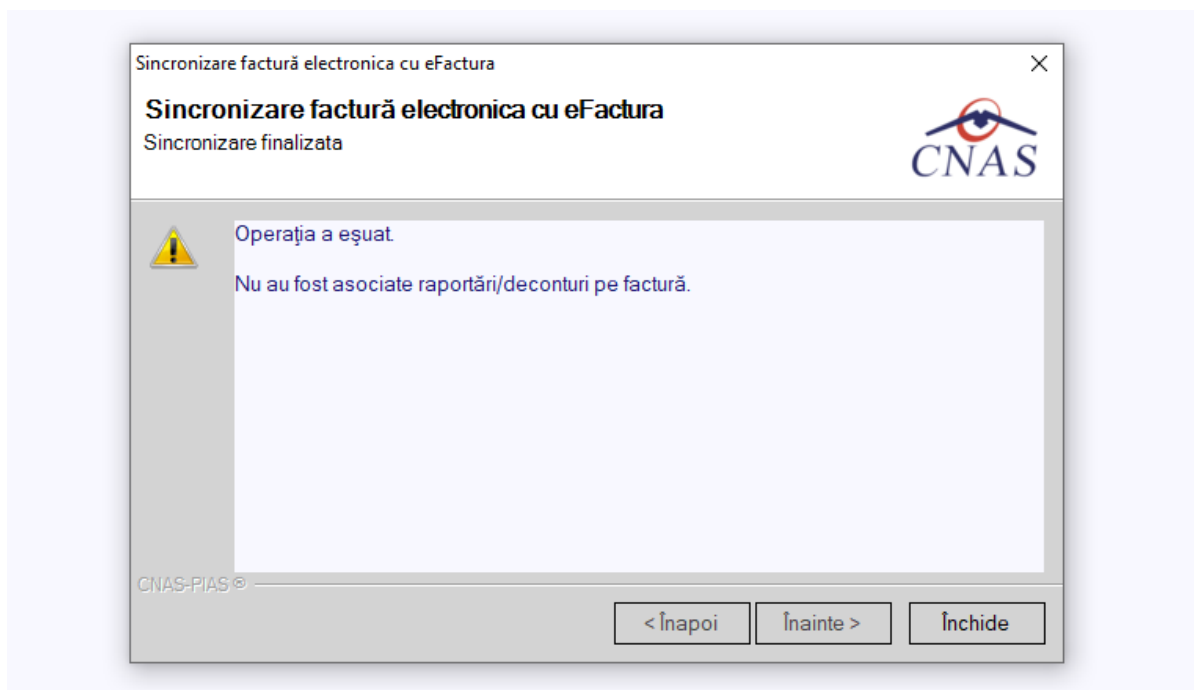 Sincronizare factură electronica cu eFactura
Sincronizare factură electronica cu eFactura
Sincronizare finalizata
CNAS
Operaţia a eşuat.
Nu au fost asociate raportări/deconturi pe factură.
CNAS-PIAS ®
< Înapoi
Înainte >
Închide